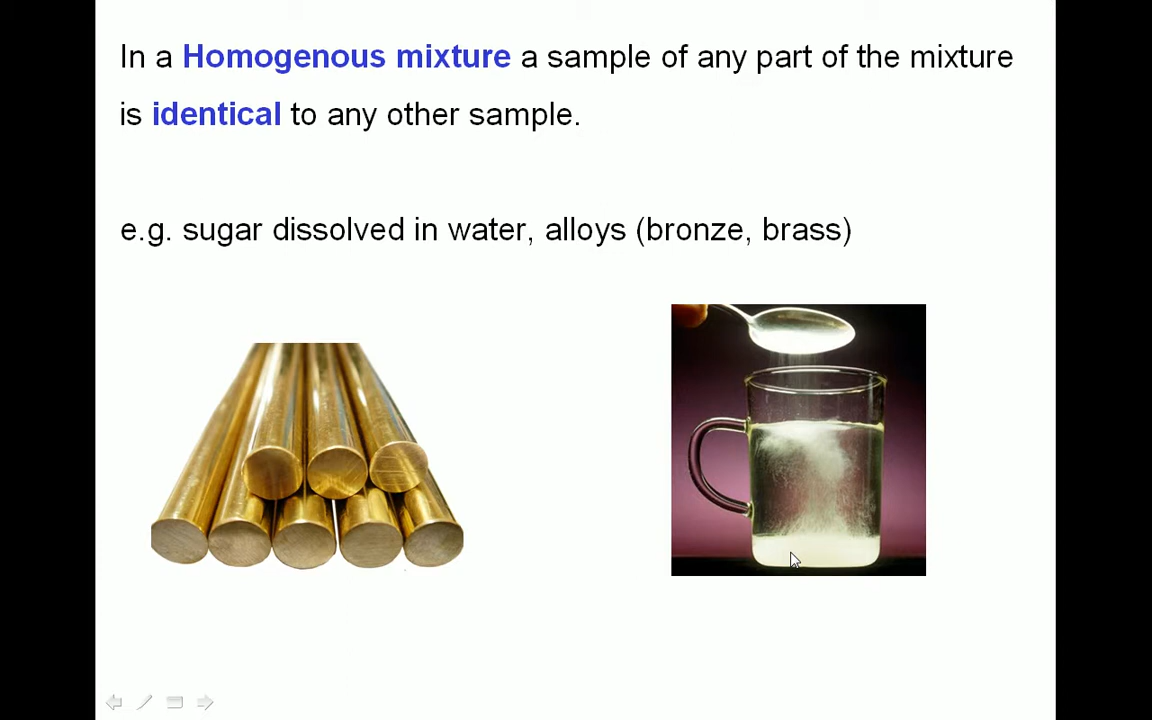 In a Homogenous mixture a sample of any part of the mixture
is identical to any other sample.
e.g. sugar dissolved in water, alloys (bronze, brass)